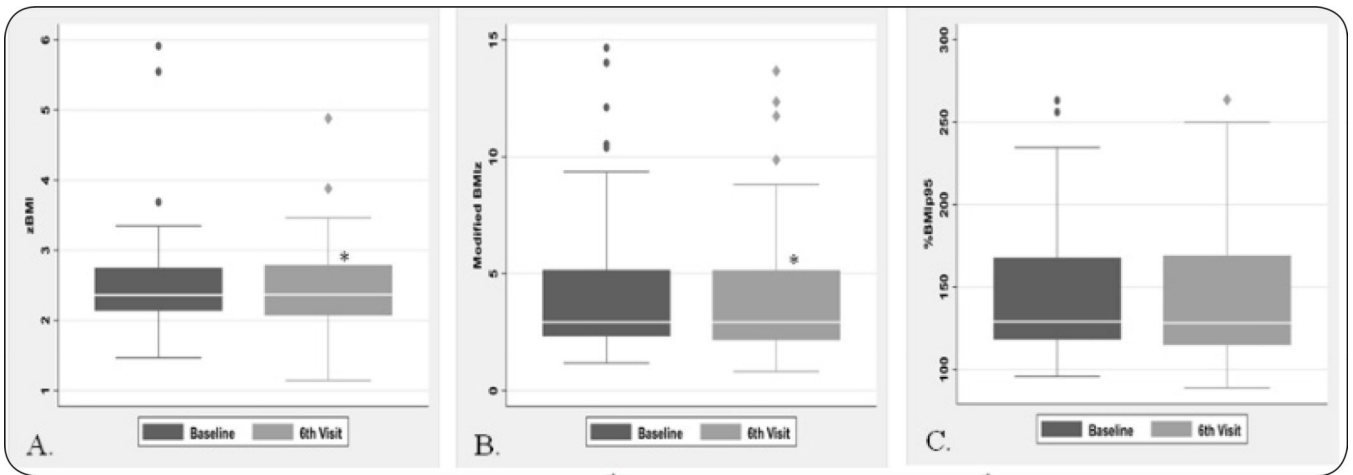 zBMI
6
5
4
3
2
1
*
Baseline 6th Visit
A.
Modified BMIz
15
10
5
0
*
Baseline 6th Visit
B.
%BMIp95
300
250
200
150
100
Baseline 6th Visit
C.